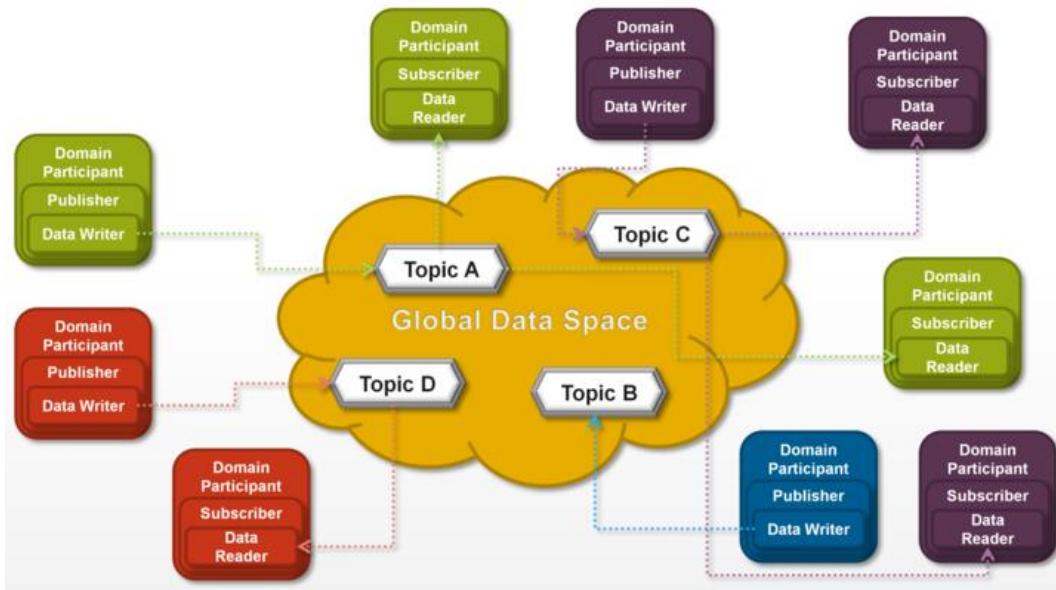 Domain
Participant
Subscriber
Data
Reader
Domain
Participant
Publisher
Data Writer
Domain
Participant
Subscriber
Data
Reader
Domain
Participant
Publisher
Data Writer
Topic A
Topic C
Global Data Space
Domain
Participant
Subscriber
Data
Reader
Domain
Participant
Publisher
Data Writer
Topic D
Topic B
Domain
Participant
Subscriber
Data
Reader
Domain
Participant
Publisher
Data Writer
Domain
Participant
Subscriber
Data
Reader